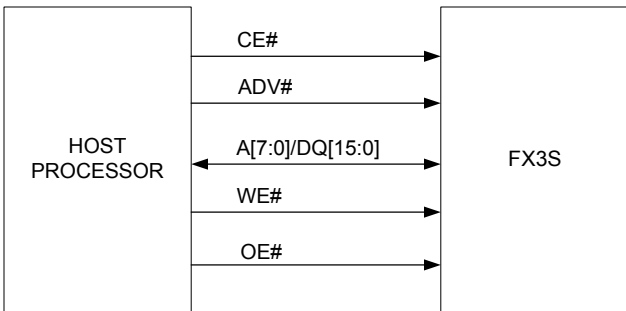 CE#
ADV#
A[7:0]/DQ[15:0]
HOST
PROCESSOR
FX3S
WE#
OE#